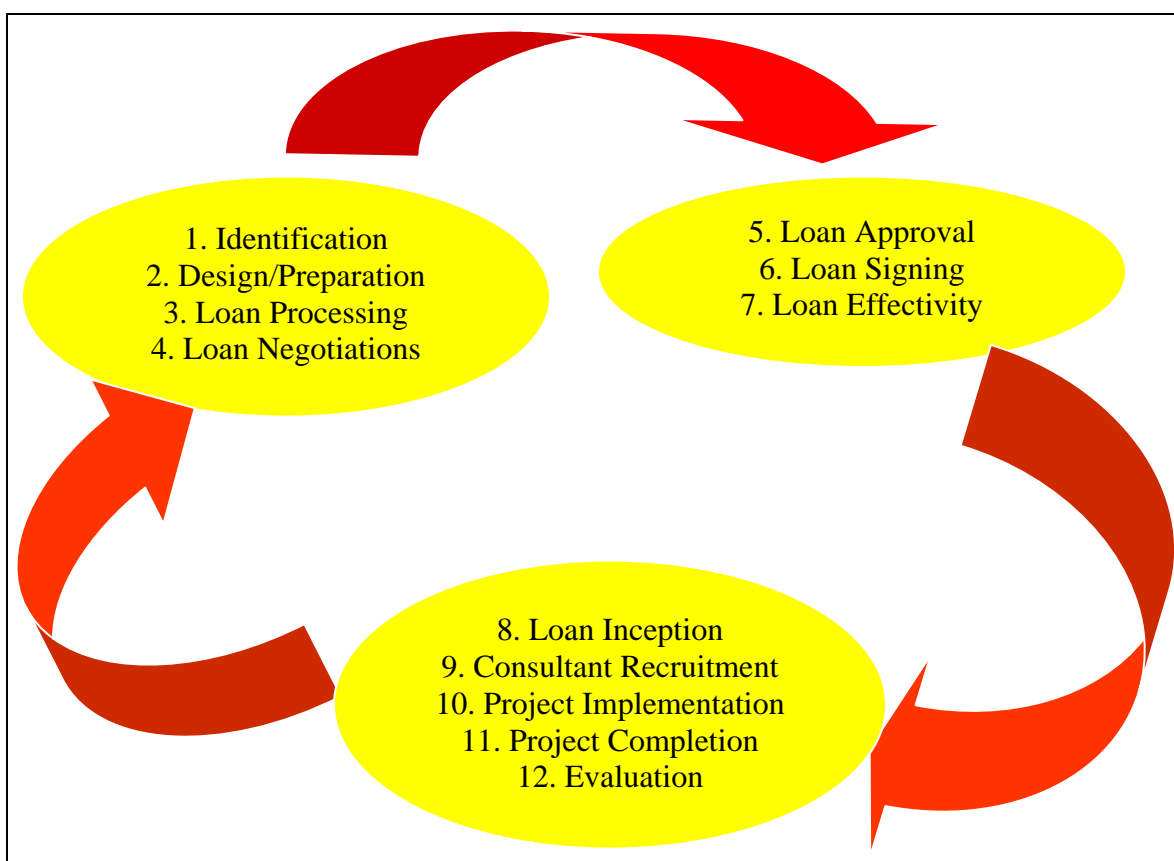 1. Identification
2. Design/Preparation
3. Loan Processing
4. Loan Negotiations
5. Loan Approval
6. Loan Signing
7. Loan Effectivity
8. Loan Inception
9. Consultant Recruitment
10. Project Implementation
11. Project Completion
12. Evaluation